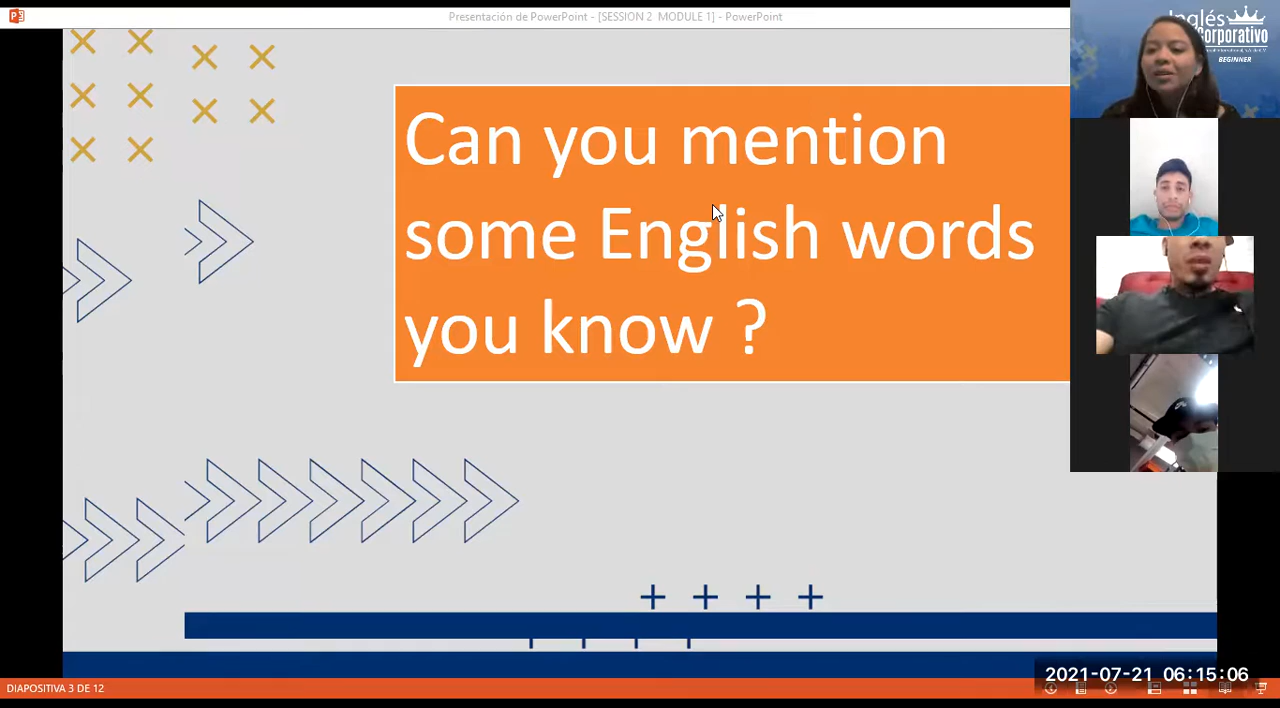 Presentación de PowerPoint - [SESSION 2 MODULE 1] - PowerPoint
Inglés
Corporativo
BEGINNER
Can you mention
some English words
you know ?
2021-07-21 06:15:06
DIAPOSITIVA 3 DE 12